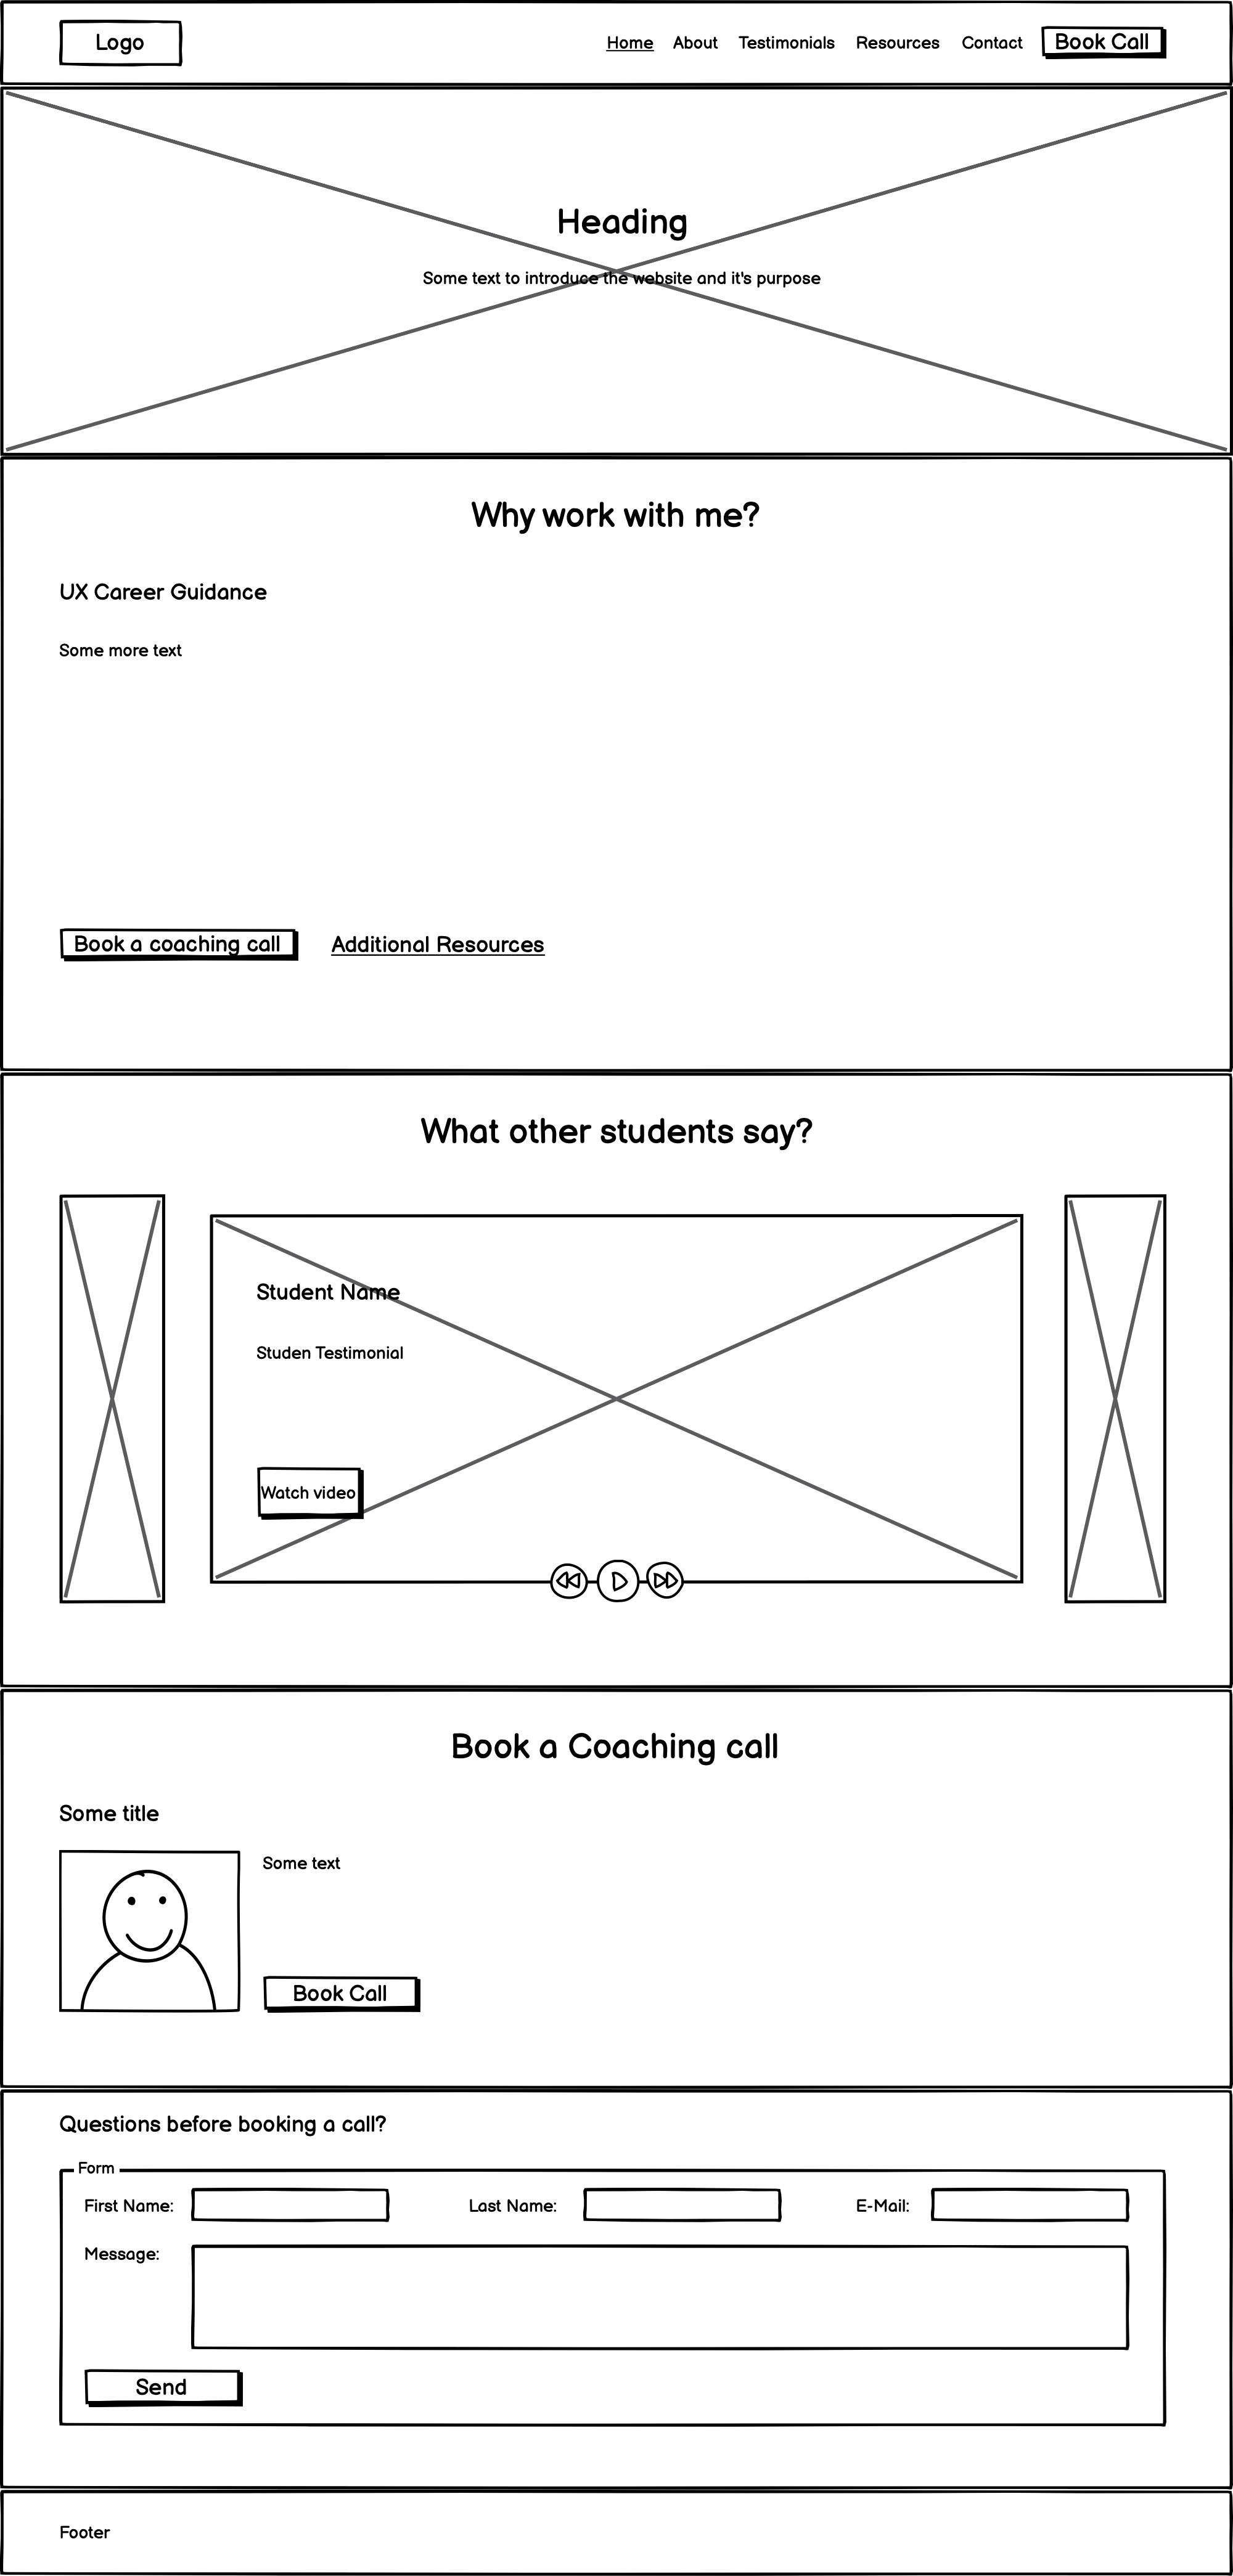 Logo
Home About Testimonials Resources Contact Book Call
Heading
Some text to introduce the website and it's purpose
Why work with me?
UX Career Guidance
Some more text
Book a coaching call Additional Resources
What other students say?
Student Name
Studen Testimonial
Watch video
Book a Coaching call
Some title
Some text
Book Call
Questions before booking a call?
Form
First Name: Last Name: E-Mail:
Message:
Send
Footer